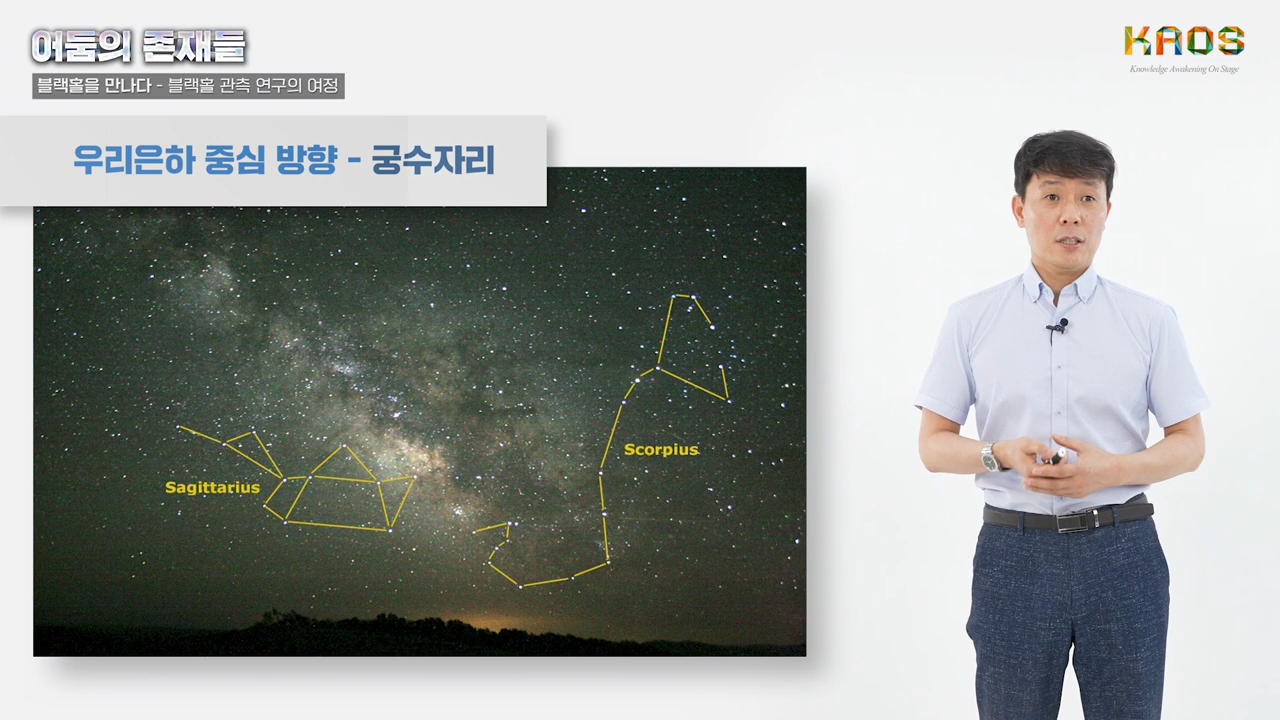 어둠의 존재들
블랙홀을 만나다 - 블랙홀 관측 연구의 여정
KAOS
Knowledge Awakening On Stage
우리은하 중심 방향 - 궁수자리
Scorpius
Sagittarius